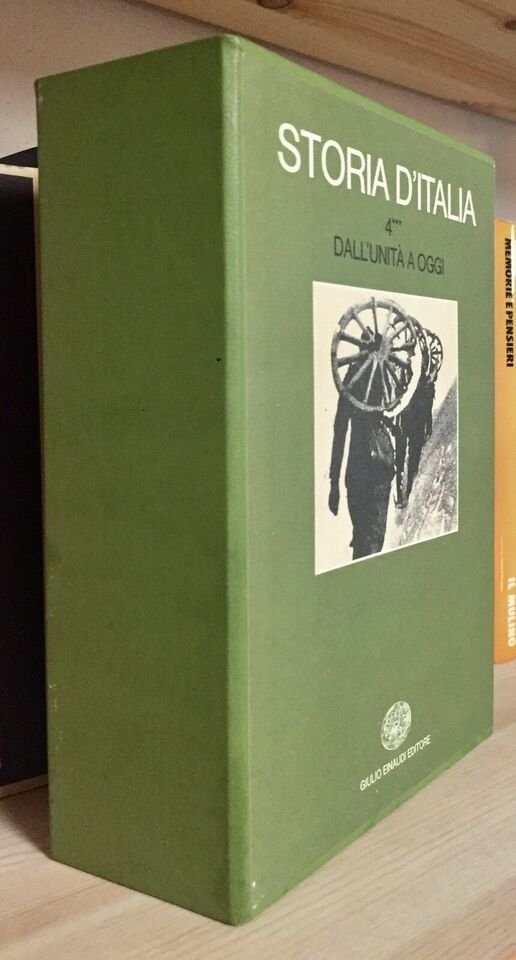 STORIA D'ITALIA
4***
DALL'UNITÀ A OGGI
GIULIO EINAUDI EDITORE
MEMORIE E PENSIERI
IL MULINO